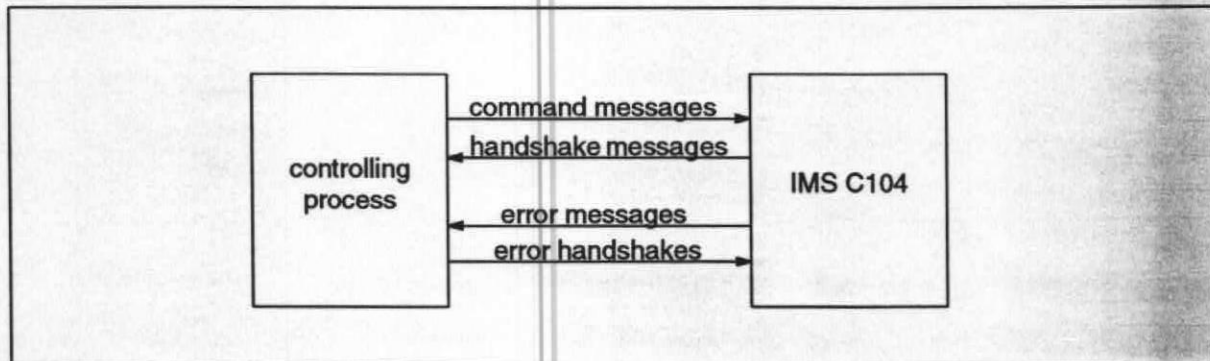 controlling
process
command messages
handshake messages
error messages
error handshakes
IMS C104